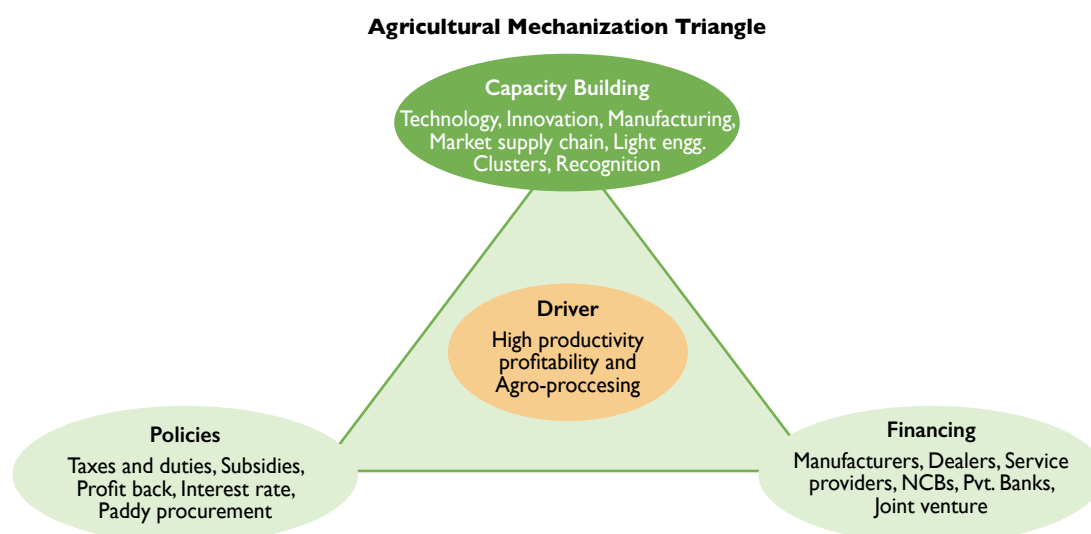 Agricultural Mechanization Triangle
Capacity Building
Technology, Innovation, Manufacturing,
Market supply chain, Light engg.
Clusters, Recognition
Driver
High productivity
profitability and
Agro-proccesing
Policies
Taxes and duties, Subsidies,
Profit back, Interest rate,
Paddy procurement
Financing
Manufacturers, Dealers, Service
providers, NCBs, Pvt. Banks,
Joint venture